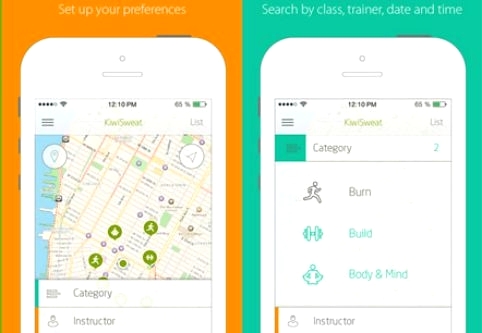 Set up your preferences
12:10 PM
65 %
KiwiSweat
List
Category
Instructor
Search by class, trainer, date and time
12:10 PM
65 %
KiwiSweat
List
Category
2
Burn
Build
Body & Mind
Instructor